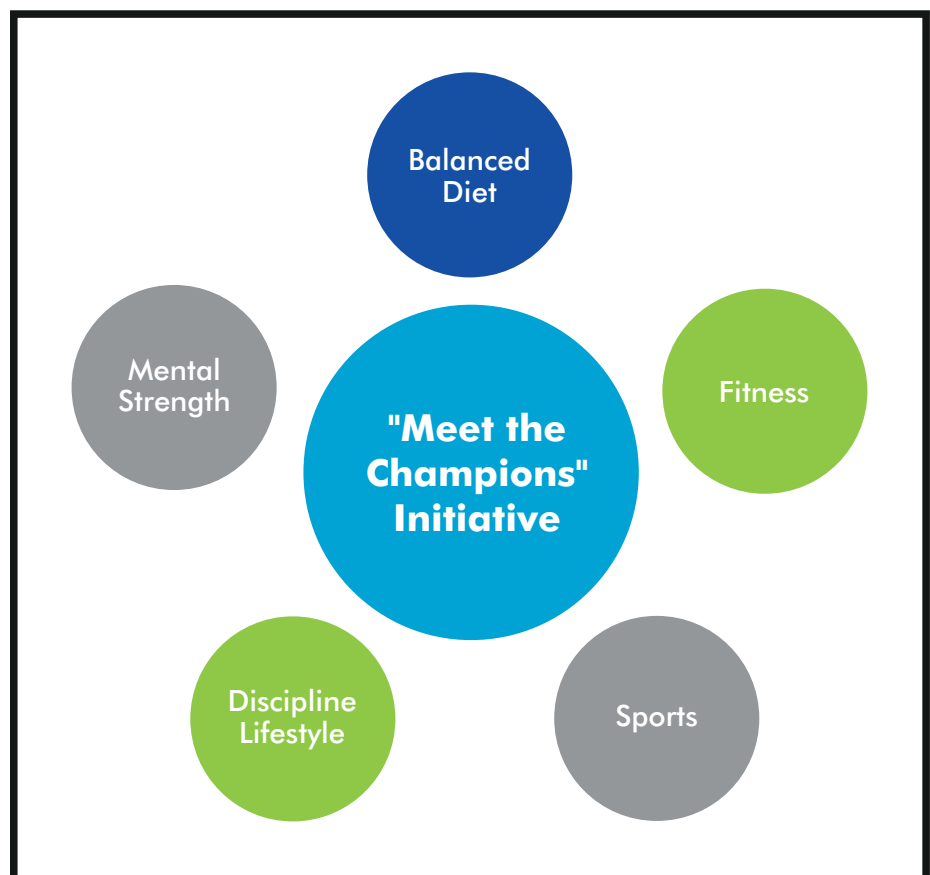 Balanced
Diet
Mental
Strength
Fitness
"Meet the
Champions"
Initiative
Discipline
Lifestyle
Sports